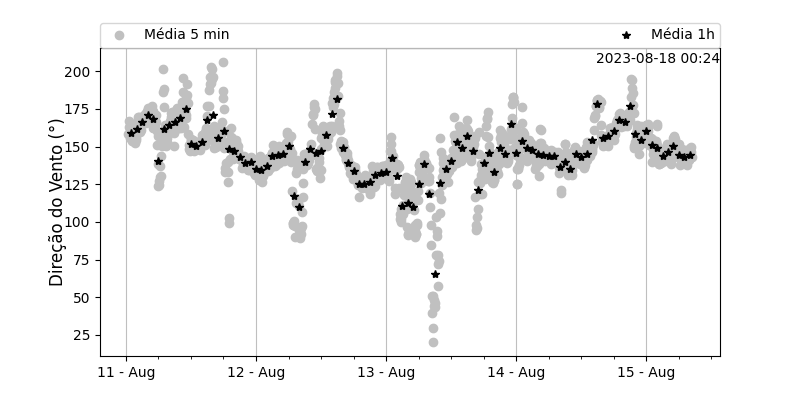 Média 5 min
Média 1h
2023-08-18 00:24
Direção do Vento (°)
200
175
150
125
100
75
50
25
11 - Aug
12 - Aug
13 - Aug
14 - Aug
15 - Aug